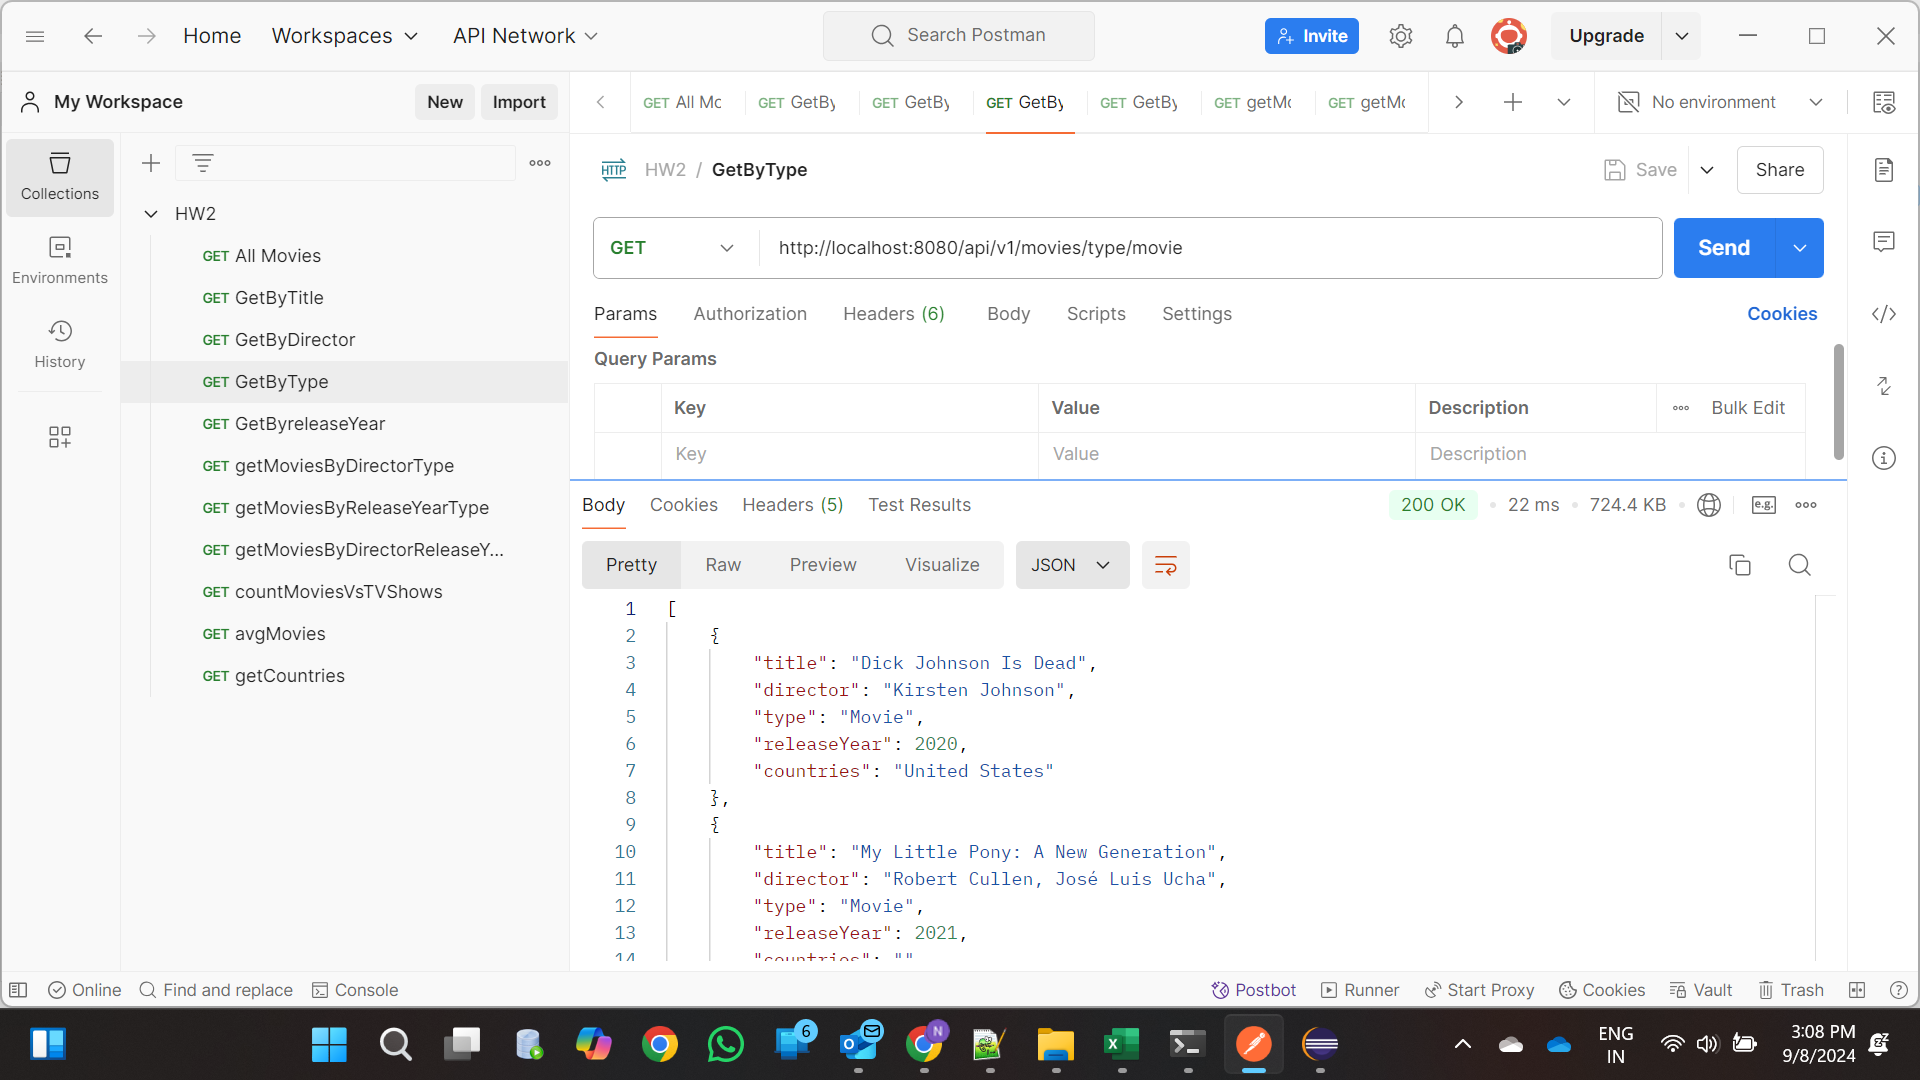 Home
Workspaces
API Network
Search Postman
Invite
Upgrade
My Workspace
New
Import
GET All Mc
GET GetBy
GET GetBy
GET GetBy
GET GetBy
GET getMc
GET getMc
No environment
Collections
Environments
History
HW2
GET All Movies
GET GetByTitle
GET GetByDirector
GET GetByType
GET GetByreleaseYear
GET getMoviesByDirectorType
GET getMoviesByReleaseYearType
GET getMoviesByDirectorReleaseY...
GET countMoviesVsTVShows
GET avgMovies
GET getCountries
HTTP HW2 / GetByType
Save
Share
GET
http://localhost:8080/api/v1/movies/type/movie
Send
Params
Authorization
Headers (6)
Body
Scripts
Settings
Cookies
Query Params
Key
Value
Description
Bulk Edit
Key
Value
Description
Body
Cookies
Headers (5)
Test Results
200 OK
22 ms
724.4 KB
e.g.
Pretty
Raw
Preview
Visualize
JSON
1 [
2 {
3 "title": "Dick Johnson Is Dead",
4 "director": "Kirsten Johnson",
5 "type": "Movie",
6 "releaseYear": 2020,
7 "countries": "United States"
8 },
9 {
10 "title": "My Little Pony: A New Generation",
11 "director": "Robert Cullen, José Luis Ucha",
12 "type": "Movie",
13 "releaseYear": 2021,
14 "countries": ""
Online
Find and replace
Console
Postbot
Runner
Start Proxy
Cookies
Vault
Trash
6
N
ENG
IN
3:08 PM
9/8/2024